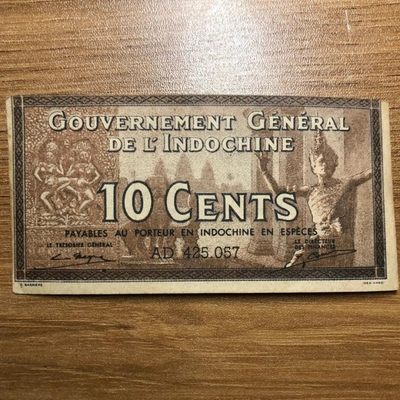 GOUVERNEMENT GÉNÉRAL
DE L'INDOCHINE
10 CENTS
PAYABLES AU PORTEUR EN INDOCHINE EN ESPÈCES
LE TRÉSORIER GÉNÉRAL
LE DIRECTEUR
DES FINANCES
AD 425.057